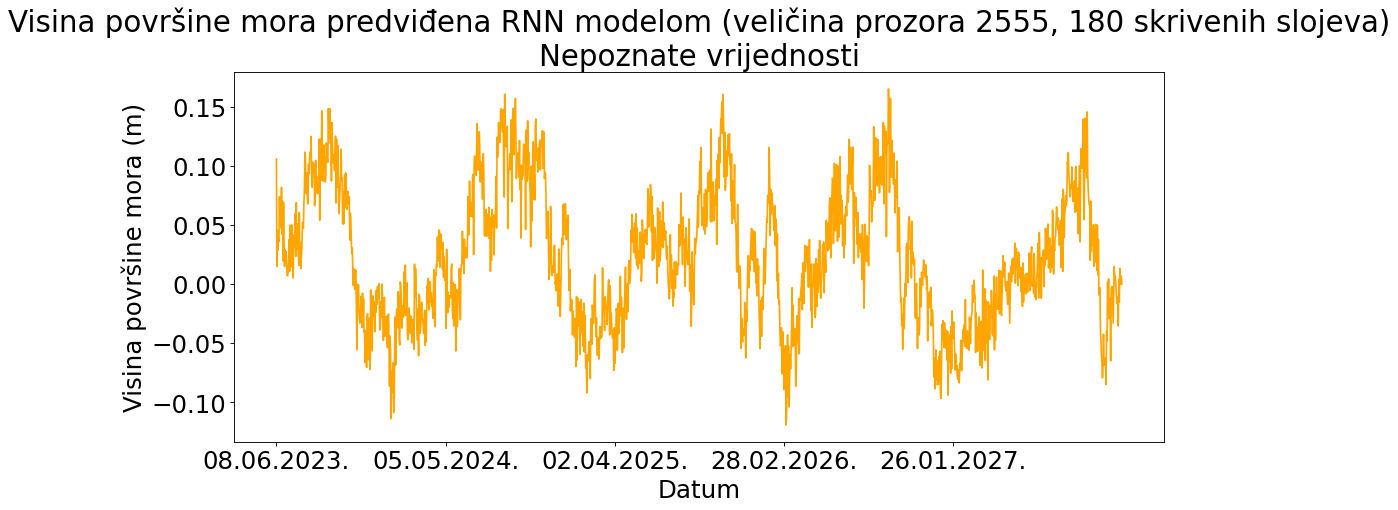 Visina površine mora predviđena RNN modelom (veličina prozora 2555, 180 skrivenih slojeva)
Nepoznate vrijednosti
Visina površine mora (m)
0.15
0.10
0.05
0.00
−0.05
−0.10
08.06.2023. 05.05.2024. 02.04.2025. 28.02.2026. 26.01.2027.
Datum